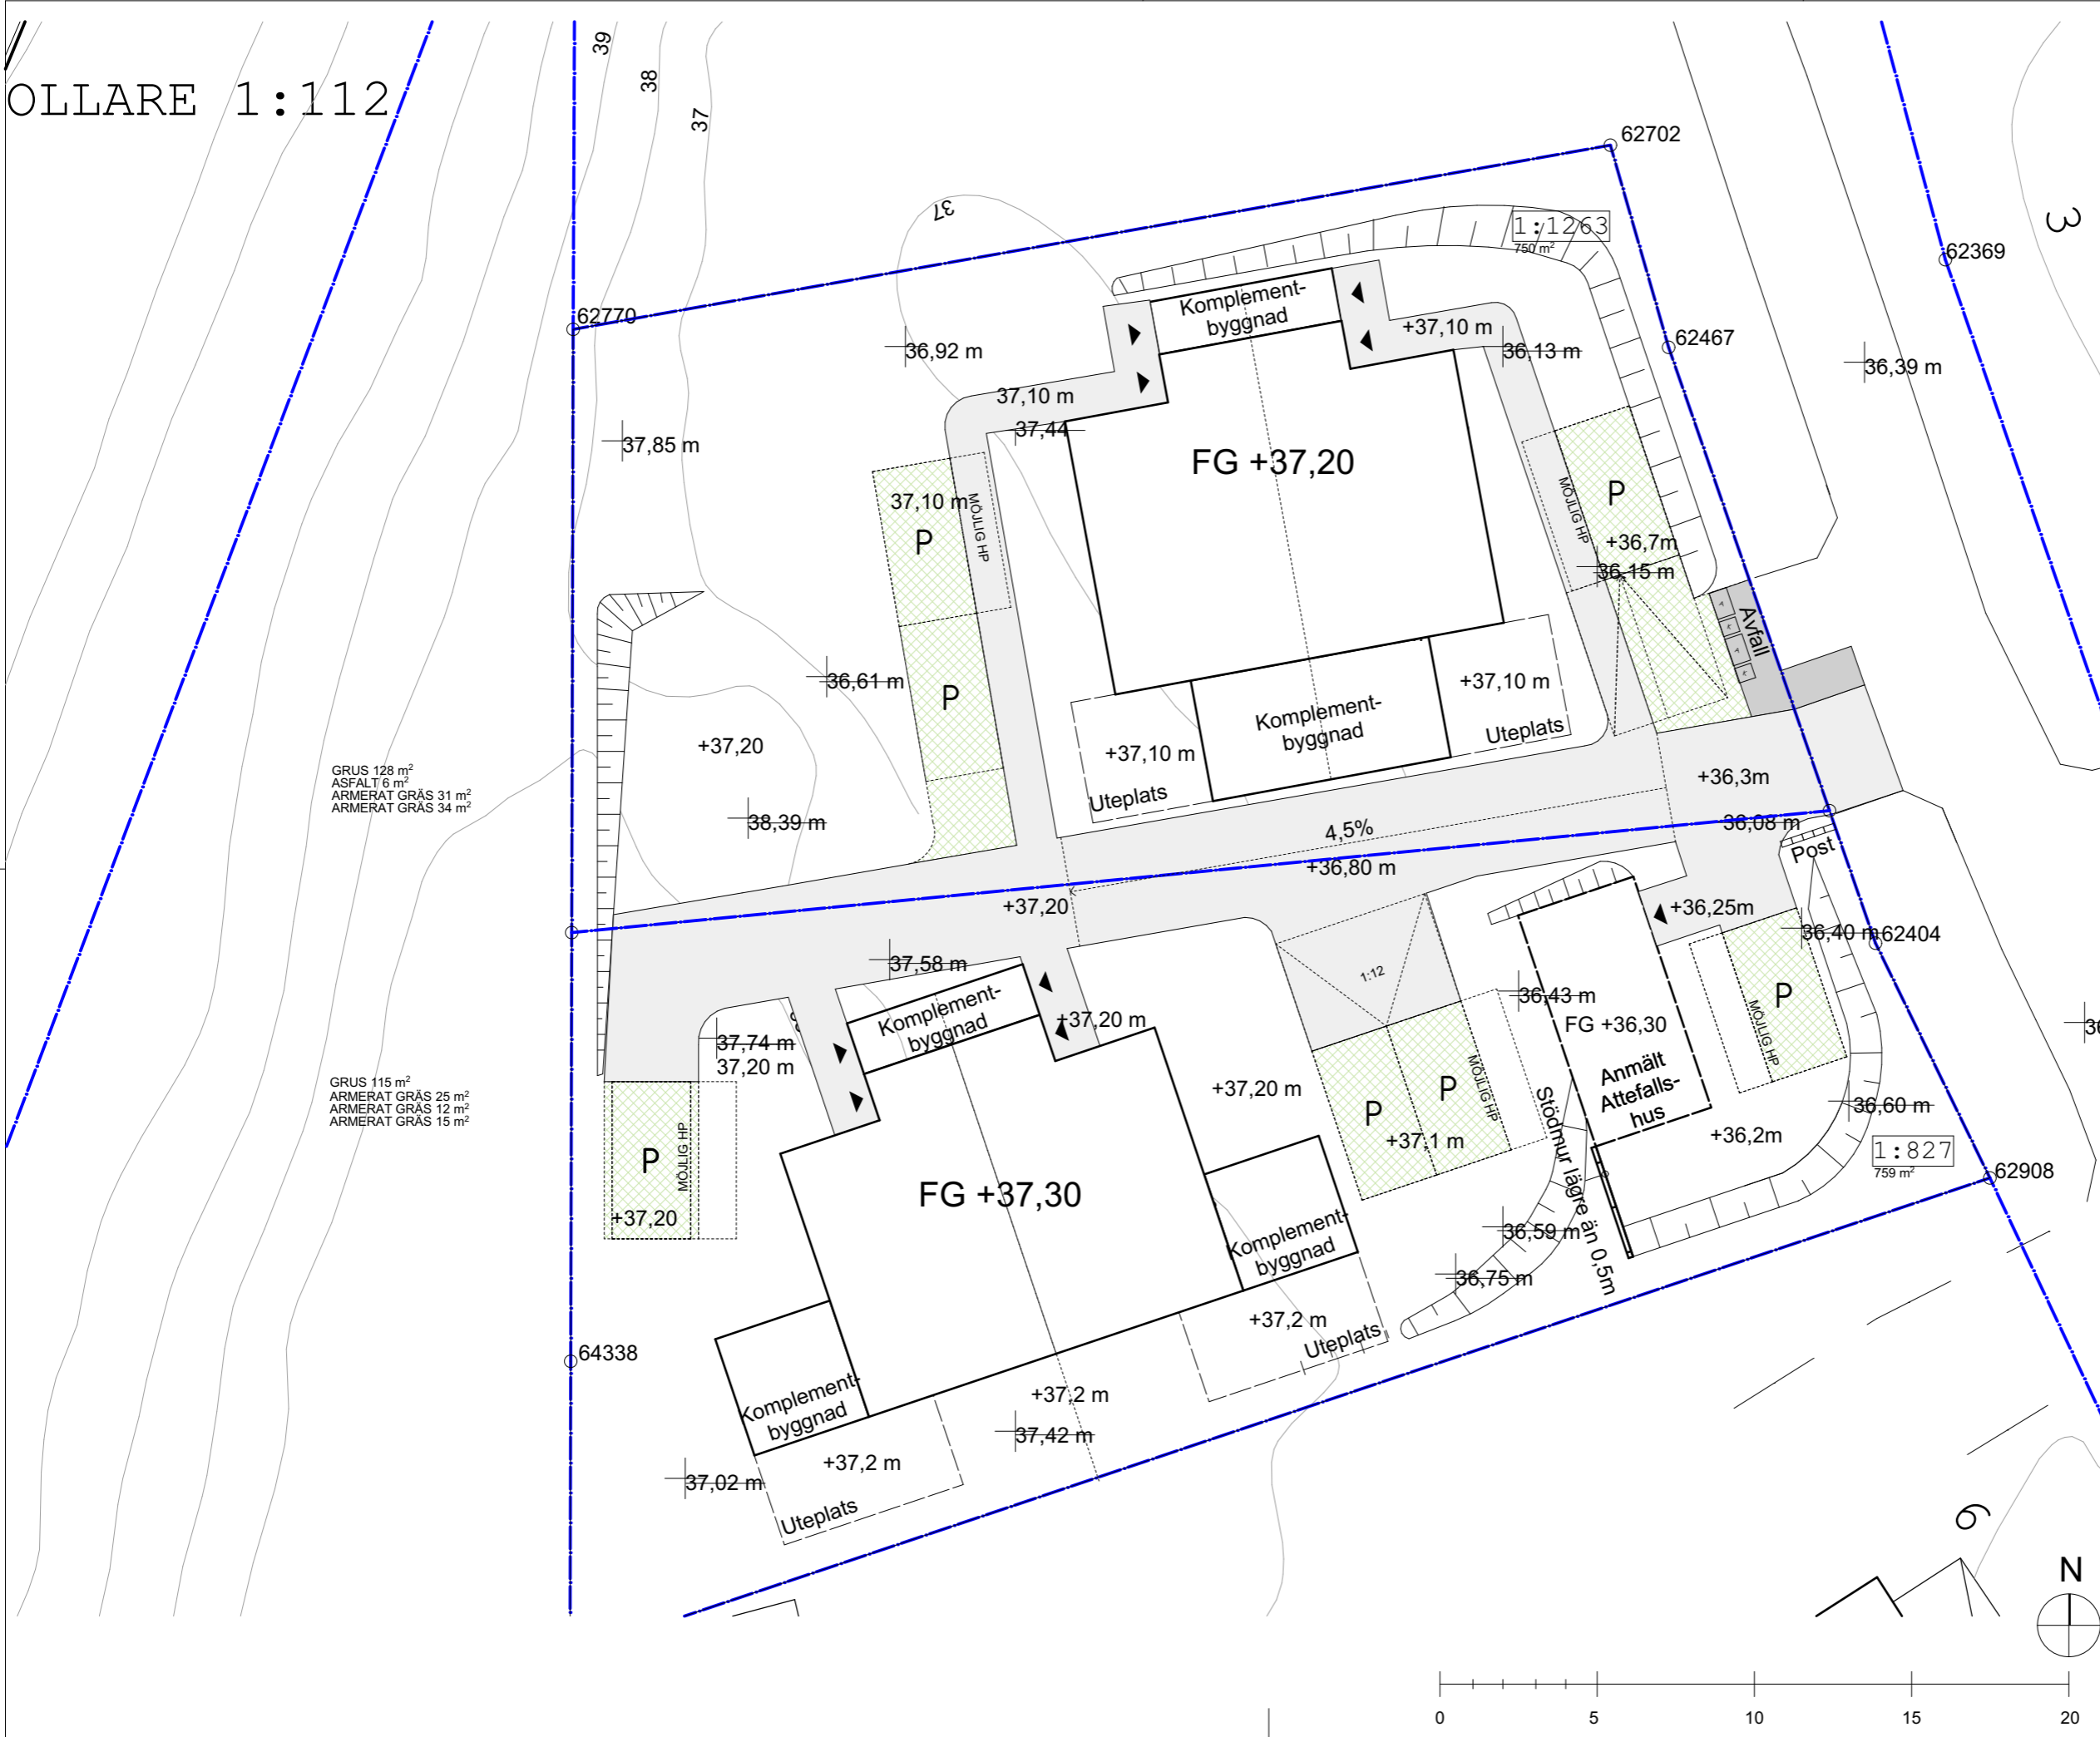 39
38
37
OLLARE 1:112
62702
37
1:1263
750 m²
3
62369
62770
Komplement-
byggnad
+37,10 m
36,13 m
62467
36,92 m
36,39 m
37,10 m
37,44
37,85 m
FG +37,20
37,10 m
MÖJLIG HP
P
MÖJLIG HP
P
+36,7m
36,15 m
Avfall
36,61 m
P
+37,10 m
Komplement-
byggnad
Uteplats
+37,20
+37,10 m
Uteplats
+36,3m
GRUS 128 m²
ASFALT 6 m²
ARMERAT GRÄS 31 m²
ARMERAT GRÄS 34 m²
38,39 m
4,5%
36,08 m
Post
+36,80 m
+37,20
+36,25m
36,40 m
62404
37,58 m
1:12
36,43 m
P
MÖJLIG HP
Komplement-
byggnad
+37,20 m
FG +36,30
37,74 m
37,20 m
Anmält
Attefalls-
hus
GRUS 115 m²
ARMERAT GRÄS 25 m²
ARMERAT GRÄS 12 m²
ARMERAT GRÄS 15 m²
+37,20 m
P
P
MÖJLIG HP
+37,1 m
Stödmur lägre än 0,5m
36,60 m
+36,2m
1:827
759 m²
62908
P
MÖJLIG HP
+37,20
FG +37,30
Komplement-
byggnad
36,59 m
36,75 m
+37,2 m
Uteplats
64338
Komplement-
byggnad
+37,2 m
37,42 m
+37,2 m
37,02 m
Uteplats
6
N
0 5 10 15 20